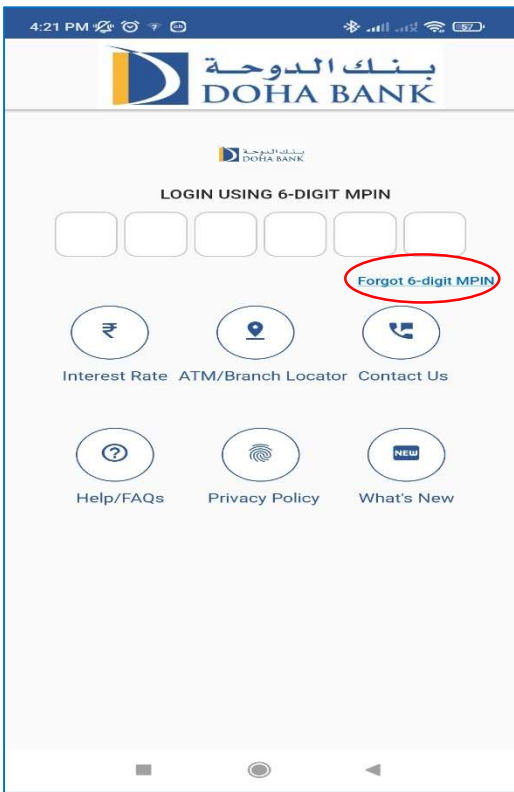 4:21 PM
57
بنك الدوحة
DOHA BANK
بنك الدوحة
DOHA BANK
LOGIN USING 6-DIGIT MPIN
Forgot 6-digit MPIN
₹
Interest Rate ATM/Branch Locator Contact Us
?
NEW
Help/FAQs Privacy Policy What's New